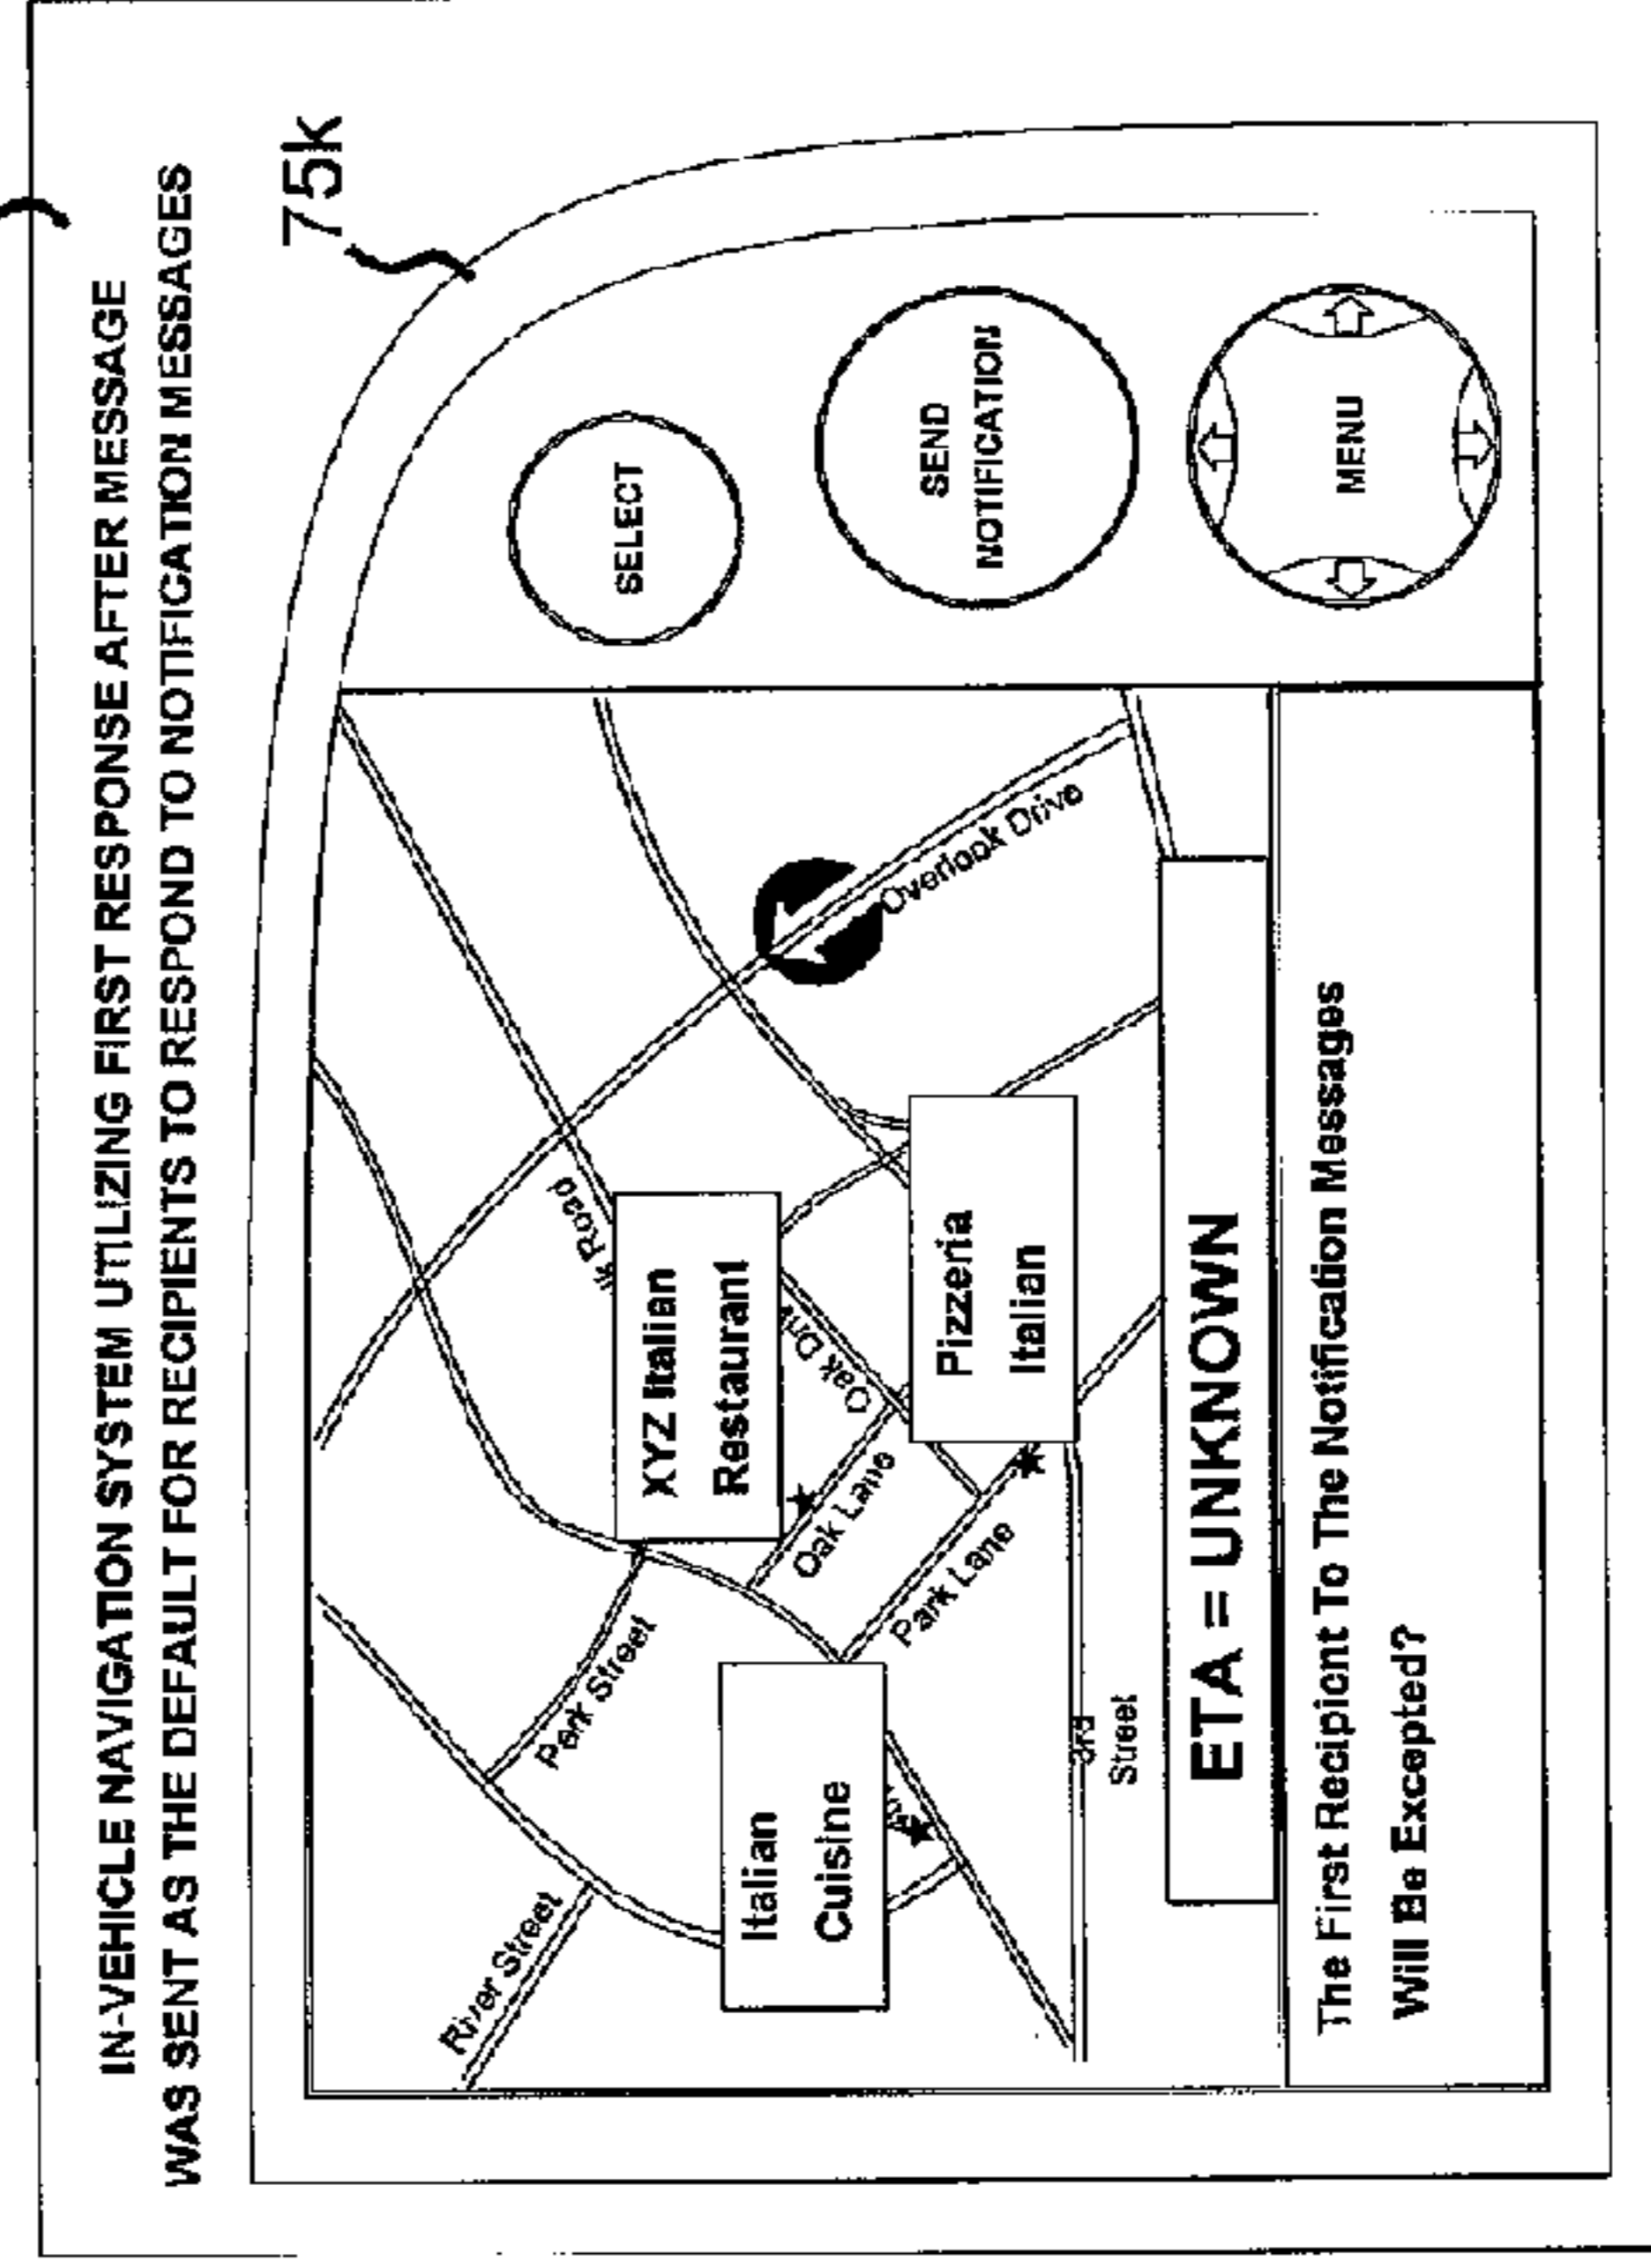 IN-VEHICLE NAVIGATION SYSTEM UTILIZING FIRST RESPONSE AFTER MESSAGE
WAS SENT AS THE DEFAULT FOR RECIPIENTS TO RESPOND TO NOTIFICATION MESSAGES
75k
River Street
Park Street
Road
XYZ Italian
Restaurant
Oak Lane
Oak Driv
Overlook Drive
Italian
Cuisine
Park Lane
Pizzeria
Italian
3rd
Street
ETA = UNKNOWN
The First Recipient To The Notification Messages
Will Be Excepted?
SELECT
SEND
NOTIFICATION
MENU